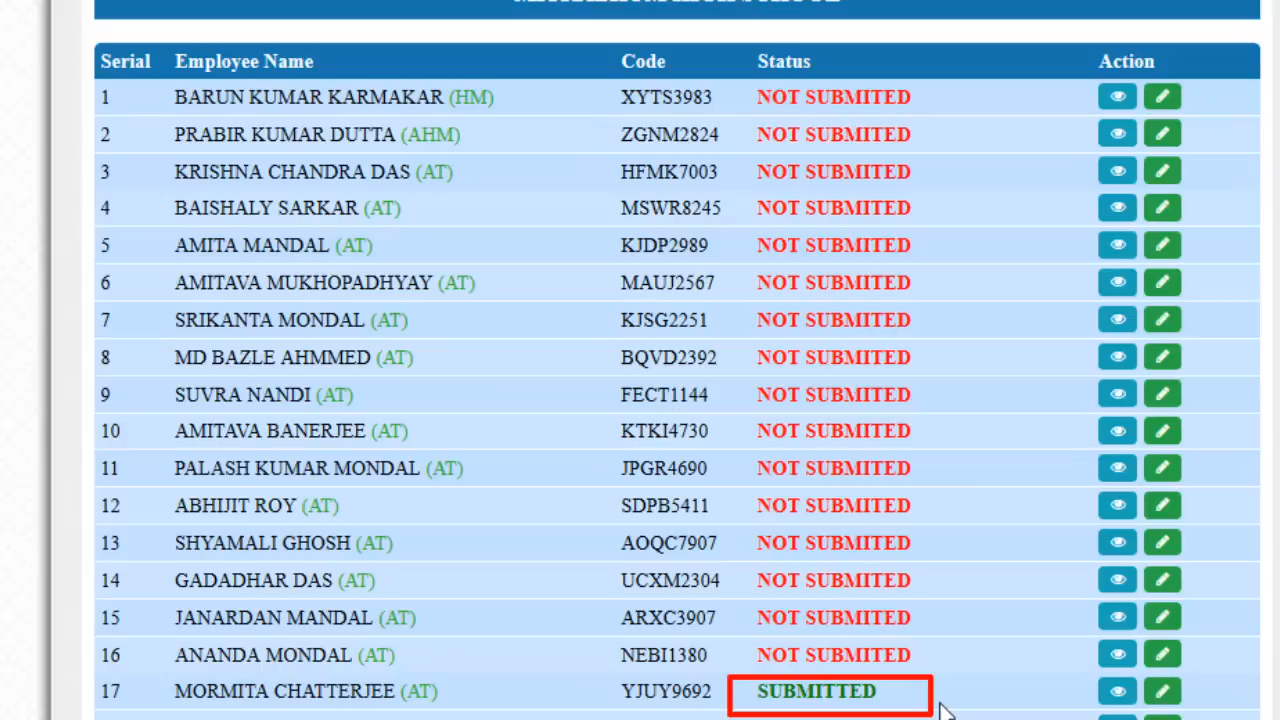 Serial Employee Name Code Status Action
1 BARUN KUMAR KARMAKAR (HM) XYTS3983 NOT SUBMITED
2 PRABIR KUMAR DUTTA (AHM) ZGNM2824 NOT SUBMITED
3 KRISHNA CHANDRA DAS (AT) HFMK7003 NOT SUBMITED
4 BAISHALY SARKAR (AT) MSWR8245 NOT SUBMITED
5 AMITA MANDAL (AT) KJDP2989 NOT SUBMITED
6 AMITAVA MUKHOPADHYAY (AT) MAUJ2567 NOT SUBMITED
7 SRIKANTA MONDAL (AT) KJSG2251 NOT SUBMITED
8 MD BAZLE AHMMED (AT) BQVD2392 NOT SUBMITED
9 SUVRA NANDI (AT) FECT1144 NOT SUBMITED
10 AMITAVA BANERJEE (AT) KTKI4730 NOT SUBMITED
11 PALASH KUMAR MONDAL (AT) JPGR4690 NOT SUBMITED
12 ABHIJIT ROY (AT) SDPB5411 NOT SUBMITED
13 SHYAMALI GHOSH (AT) AOQC7907 NOT SUBMITED
14 GADADHAR DAS (AT) UCXM2304 NOT SUBMITED
15 JANARDAN MANDAL (AT) ARXC3907 NOT SUBMITED
16 ANANDA MONDAL (AT) NEBI1380 NOT SUBMITED
17 MORMITA CHATTERJEE (AT) YJUY9692 SUBMITTED